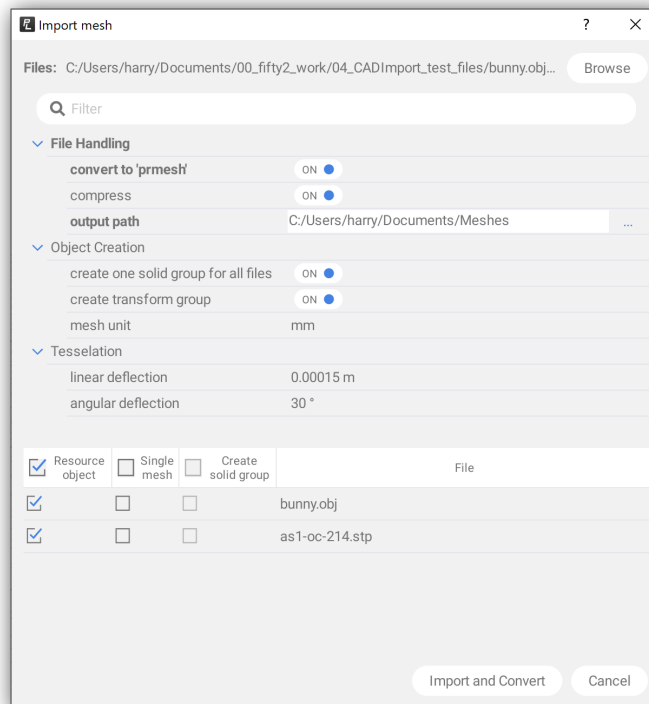 Import mesh ? ×
Files: C:/Users/harry/Documents/00_fifty2_work/04_CADImport_test_files/bunny.obj... Browse
Filter
File Handling
convert to 'prmesh' ON
compress ON
output path C:/Users/harry/Documents/Meshes ...
Object Creation
create one solid group for all files ON
create transform group ON
mesh unit mm
Tesselation
linear deflection 0.00015 m
angular deflection 30 °
Resource object Single mesh Create solid group File
bunny.obj
as1-oc-214.stp
Import and Convert Cancel